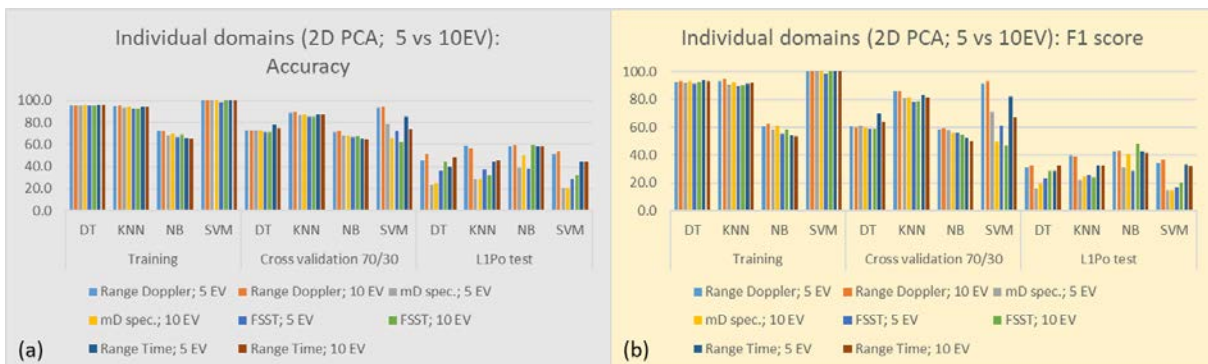 Individual domains (2D PCA; 5 vs 10EV):
Accuracy
100.0
80.0
60.0
40.0
20.0
0.0
DT KNN NB SVM DT KNN NB SVM DT KNN NB SVM
Training Cross validation 70/30 L1Po test
Range Doppler; 5 EV Range Doppler; 10 EV mD spec.; 5 EV
mD spec.; 10 EV FSST; 5 EV FSST; 10 EV
Range Time; 5 EV Range Time; 10 EV
(a)
Individual domains (2D PCA; 5 vs 10EV): F1 score
100.0
80.0
60.0
40.0
20.0
0.0
DT KNN NB SVM DT KNN NB SVM DT KNN NB SVM
Training Cross validation 70/30 L1Po test
Range Doppler; 5 EV Range Doppler; 10 EV mD spec.; 5 EV
mD spec.; 10 EV FSST; 5 EV FSST; 10 EV
Range Time; 5 EV Range Time; 10 EV
(b)